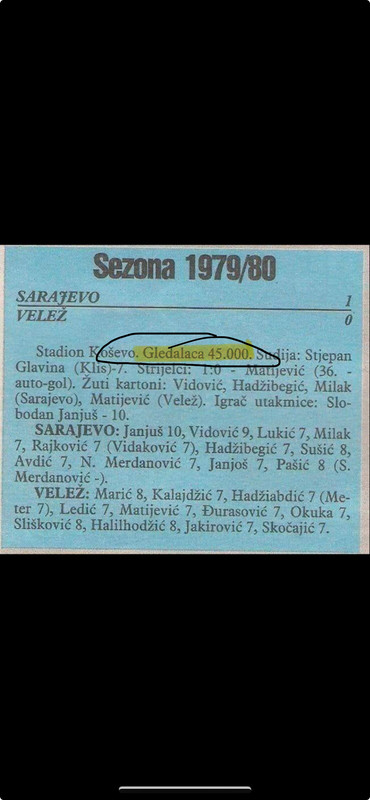 Sezona 1979/80
SARAJEVO 1
VELEŽ 0
Stadion Koševo. Gledalaca 45.000. Sudija: Stjepan
Glavina (Klis)-7. Strijelci: 1:0 - Matijević (36. -
auto-gol). Žuti kartoni: Vidović, Hadžibegić, Milak
(Sarajevo), Matijević (Velež). Igrač utakmice: Slo-
bodan Janjuš - 10.
SARAJEVO: Janjuš 10, Vidović 9, Lukić 7, Milak
7, Rajković 7 (Vidaković 7), Hadžibegić 7, Sušić 8,
Avdić 7, N. Merdanović 7, Janjoš 7, Pašić 8 (S.
Merdanović -).
VELEŽ: Marić 8, Kalajdžić 7, Hadžiabdić 7 (Me-
ter 7), Ledić 7, Matijević 7, Đurasović 7, Okuka 7,
Slišković 8, Halilhodžić 8, Jakirović 7, Skočajić 7.